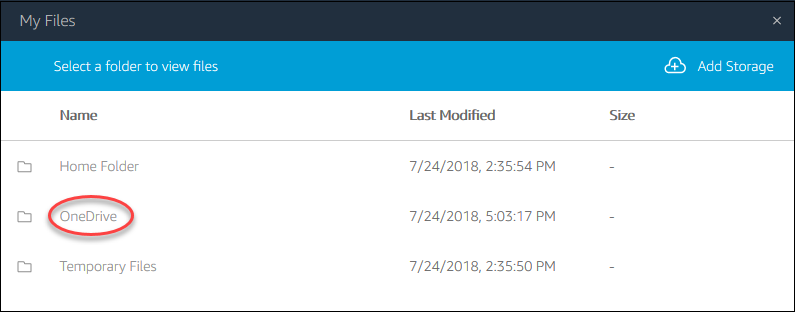 My Files ×
Select a folder to view files Add Storage
Name Last Modified Size
Home Folder 7/24/2018, 2:35:54 PM -
OneDrive 7/24/2018, 5:03:17 PM -
Temporary Files 7/24/2018, 2:35:50 PM -